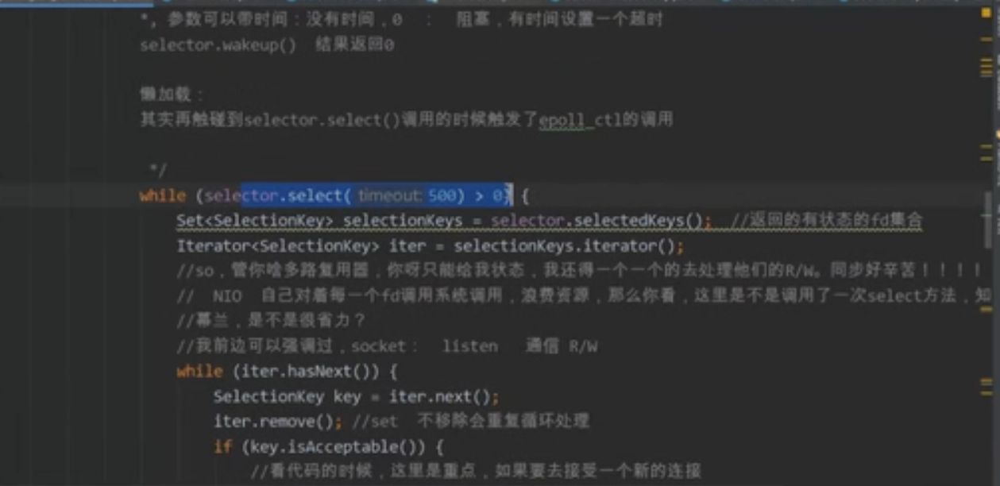 *, 参数可以带时间：没有时间，0  ：  阻塞，有时间设置一个超时
selector.wakeup()  结果返回0
懒加载：
其实再触碰到selector.select()调用的时候触发了epoll_ctl的调用
*/
while (selector.select( timeout: 500) > 0) {
Set<SelectionKey> selectionKeys = selector.selectedKeys();  //返回的有状态的fd集合
Iterator<SelectionKey> iter = selectionKeys.iterator();
//so，管你啥多路复用器，你呀只能给我状态，我还得一个一个的去处理他们的R/W。同步好辛苦！！！！
//  NIO  自己对着每一个fd调用系统调用，浪费资源，那么你看，这里是不是调用了一次select方法，知
//幕兰，是不是很省力？
//我前边可以强调过，socket：  listen   通信 R/W
while (iter.hasNext()) {
SelectionKey key = iter.next();
iter.remove(); //set  不移除会重复循环处理
if (key.isAcceptable()) {
//看代码的时候，这里是重点，如果要去接受一个新的连接